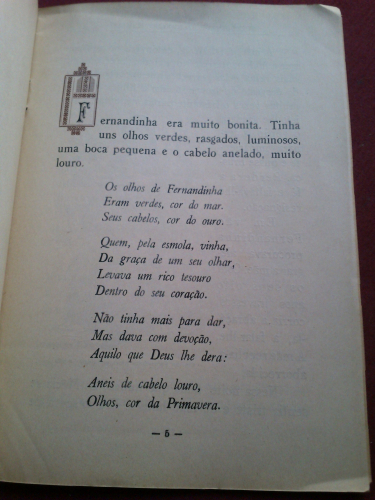 Fernandinha era muito bonita. Tinha
uns olhos verdes, rasgados, luminosos,
uma boca pequena e o cabelo anelado, muito
louro.
Os olhos de Fernandinha
Eram verdes, cor do mar.
Seus cabelos, cor do ouro.
Quem, pela esmola, vinha,
Da graça de um seu olhar,
Levava um rico tesouro
Dentro do seu coração.
Não tinha mais para dar,
Mas dava com devoção,
Aquilo que Deus lhe dera:
Aneis de cabelo louro,
Olhos, cor da Primavera.
— 5 —